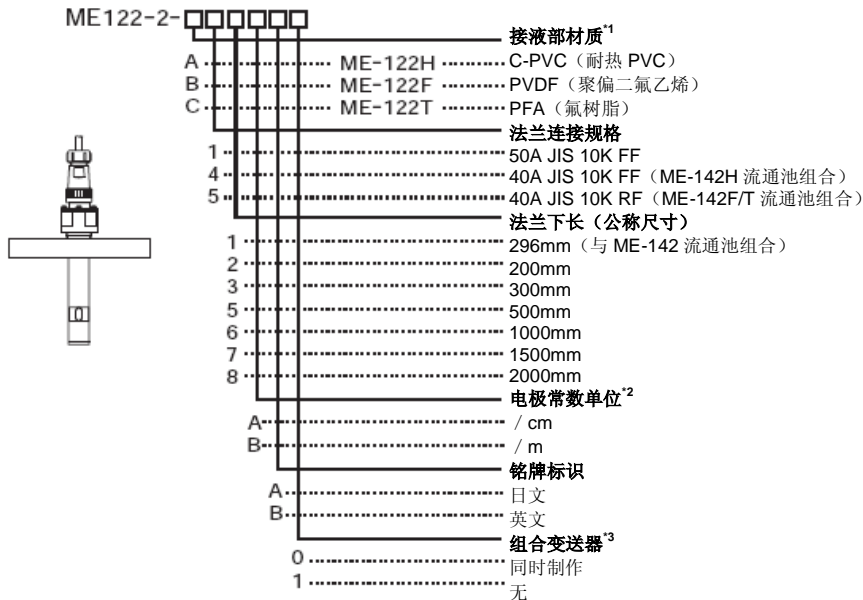 ME122-2-□□□□□□
接液部材质*1
A ME-122H C-PVC（耐热 PVC）
B ME-122F PVDF（聚偏二氟乙烯）
C ME-122T PFA（氟树脂）
法兰连接规格
1 50A JIS 10K FF
4 40A JIS 10K FF（ME-142H 流通池组合）
5 40A JIS 10K RF（ME-142F/T 流通池组合）
法兰下长（公称尺寸）
1 296mm（与 ME-142 流通池组合）
2 200mm
3 300mm
5 500mm
6 1000mm
7 1500mm
8 2000mm
电极常数单位*2
A / cm
B / m
铭牌标识
A 日文
B 英文
组合变送器*3
0 同时制作
1 无